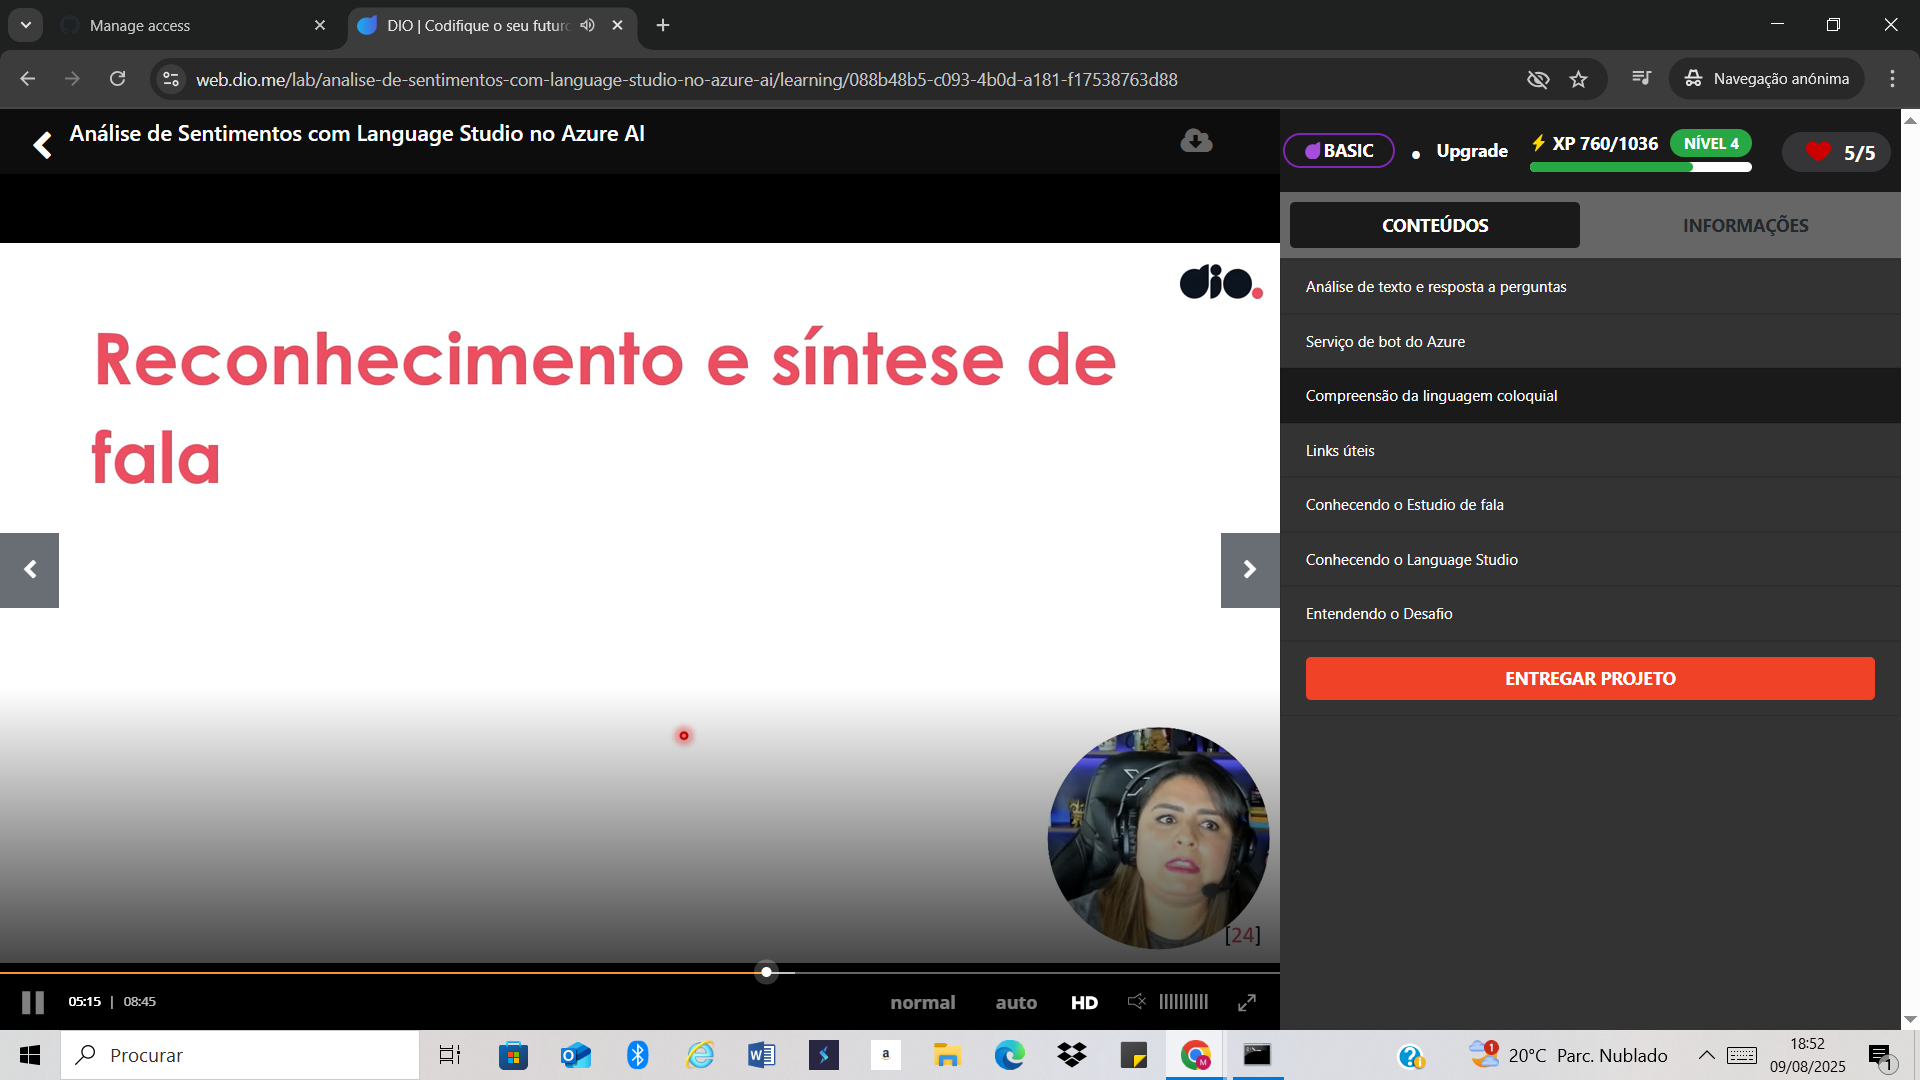 Manage access
DIO | Codifique o seu futuro
web.dio.me/lab/analise-de-sentimentos-com-language-studio-no-azure-ai/learning/088b48b5-c093-4b0d-a181-f17538763d88
Navegação anónima
Análise de Sentimentos com Language Studio no Azure AI
BASIC
Upgrade
XP 760/1036
NÍVEL 4
5/5
CONTEÚDOS
INFORMAÇÕES
dio.
Reconhecimento e síntese de
fala
[24]
Análise de texto e resposta a perguntas
Serviço de bot do Azure
Compreensão da linguagem coloquial
Links úteis
Conhecendo o Estudio de fala
Conhecendo o Language Studio
Entendendo o Desafio
ENTREGAR PROJETO
05:15 | 08:45
normal
auto
HD
Procurar
20°C Parc. Nublado
18:52
09/08/2025